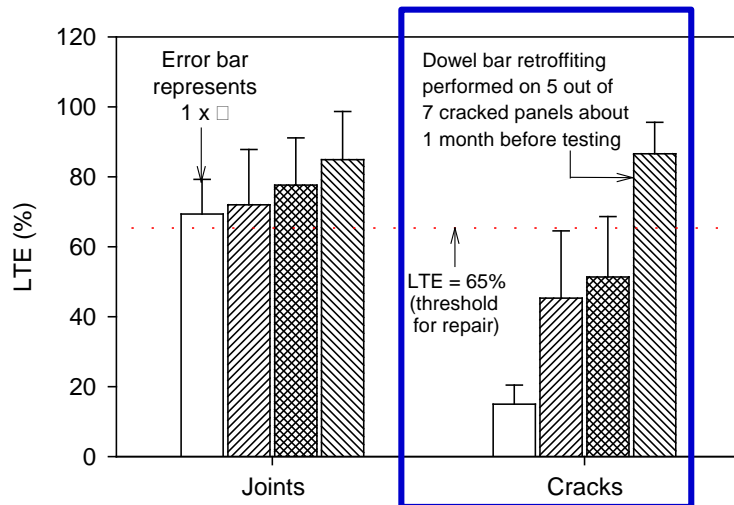 120
100
80
60
40
20
0
LTE (%)
Error bar
represents
1 x □
Dowel bar retroffiting
performed on 5 out of
7 cracked panels about
1 month before testing
LTE = 65%
(threshold
for repair)
Joints
Cracks